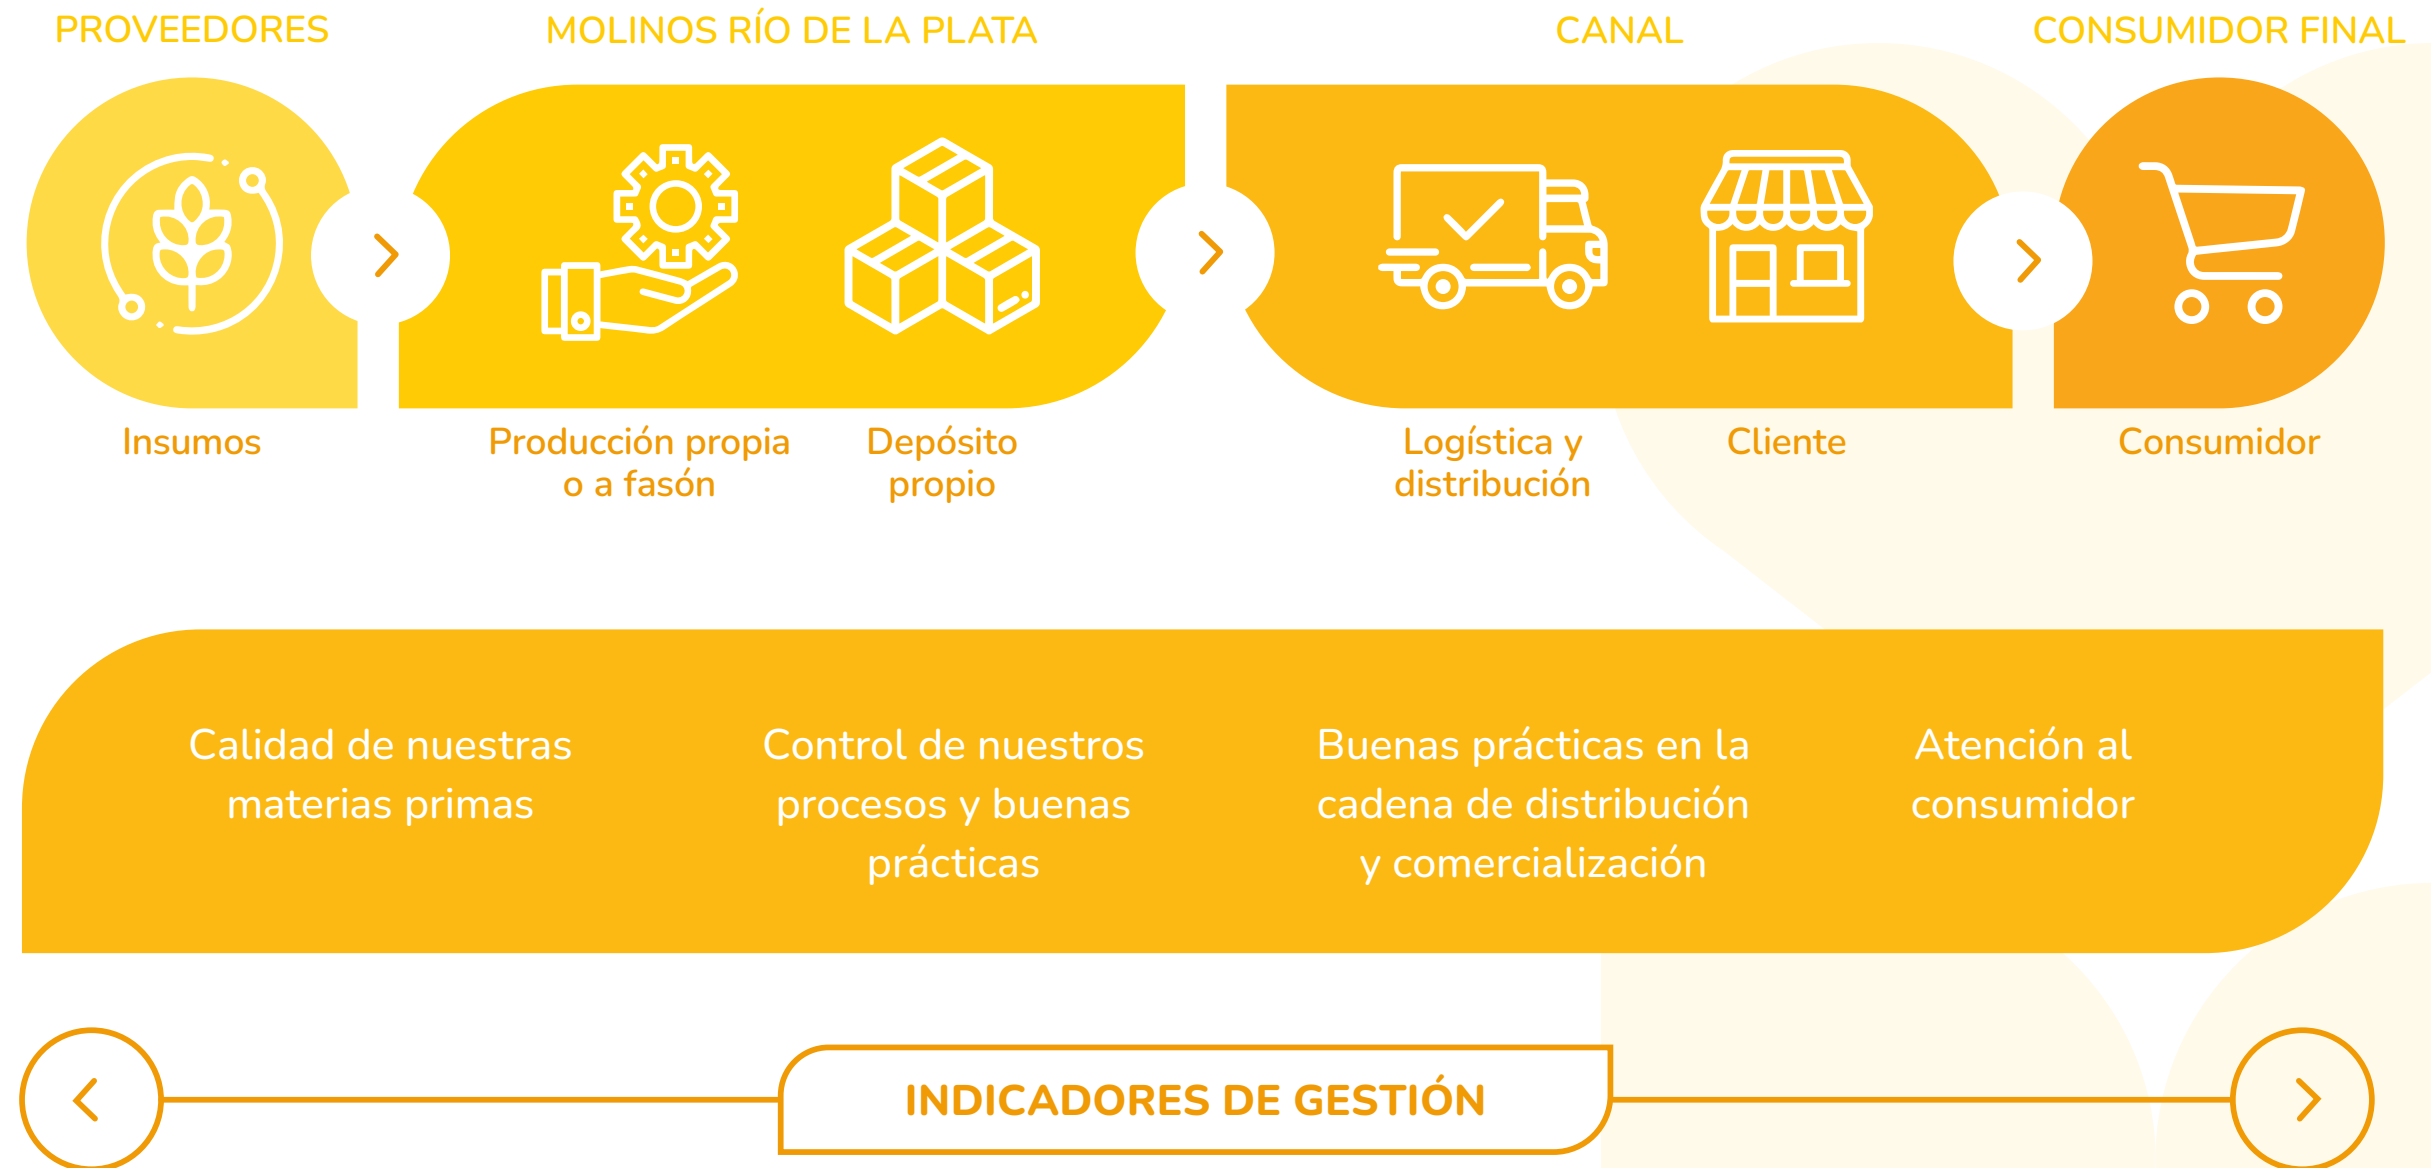 PROVEEDORES
MOLINOS RÍO DE LA PLATA
CANAL
CONSUMIDOR FINAL
Insumos
Producción propia
o a fasón
Depósito
propio
Logística y
distribución
Cliente
Consumidor
Calidad de nuestras
materias primas
Control de nuestros
procesos y buenas
prácticas
Buenas prácticas en la
cadena de distribución
y comercialización
Atención al
consumidor
INDICADORES DE GESTIÓN